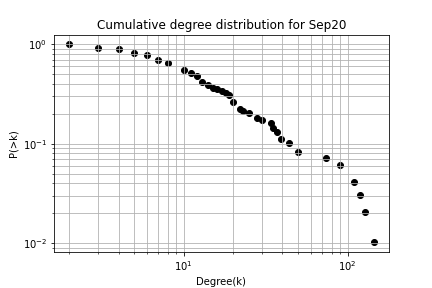 Cumulative degree distribution for Sep20
10⁰
10⁻¹
10⁻²
P(>k)
10¹
10²
Degree(k)